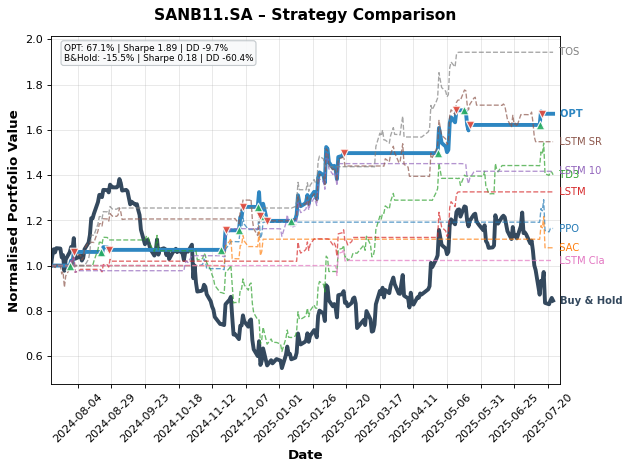 SANB11.SA – Strategy Comparison
OPT: 67.1% | Sharpe 1.89 | DD -9.7%
B&Hold: -15.5% | Sharpe 0.18 | DD -60.4%
Normalised Portfolio Value
2.0
1.8
1.6
1.4
1.2
1.0
0.8
0.6
TOS
OPT
LSTM SR
LSTM 10
TD3
LSTM
PPO
SAC
LSTM Cla
Buy & Hold
2024-08-04
2024-08-29
2024-09-23
2024-10-18
2024-11-12
2024-12-07
2025-01-01
2025-01-26
2025-02-20
2025-03-17
2025-04-11
2025-05-06
2025-05-31
2025-06-25
2025-07-20
Date